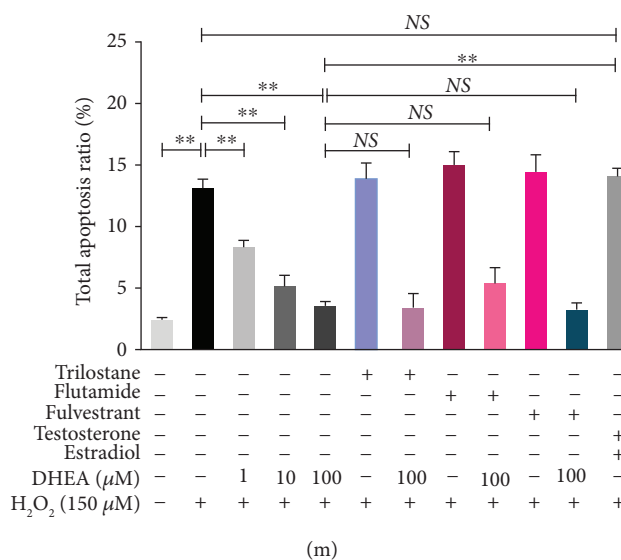 NS
25
**
** NS
20 ** NS
** ** NS
15
10
5
0
Total apoptosis ratio (%)
Trilostane – – – – – + + – – – – –
Flutamide – – – – – – – + + – – –
Fulvestrant – – – – – – – – – + + –
Testosterone – – – – – – – – – – – +
Estradiol – – – – – – – – – – – +
DHEA (μM) – – 1 10 100 – 100 – 100 – 100 –
H₂O₂ (150 μM) – + + + + + + + + + + +
(m)